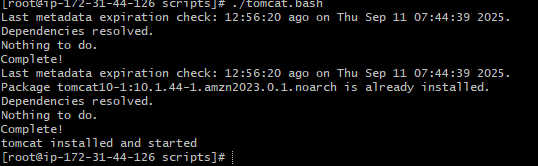 [root@ip-172-31-44-126 scripts]# ./tomcat.bash
Last metadata expiration check: 12:56:20 ago on Thu Sep 11 07:44:39 2025.
Dependencies resolved.
Nothing to do.
Complete!
Last metadata expiration check: 12:56:20 ago on Thu Sep 11 07:44:39 2025.
Package tomcat10-1:10.1.44-1.amzn2023.0.1.noarch is already installed.
Dependencies resolved.
Nothing to do.
Complete!
tomcat installed and started
[root@ip-172-31-44-126 scripts]#